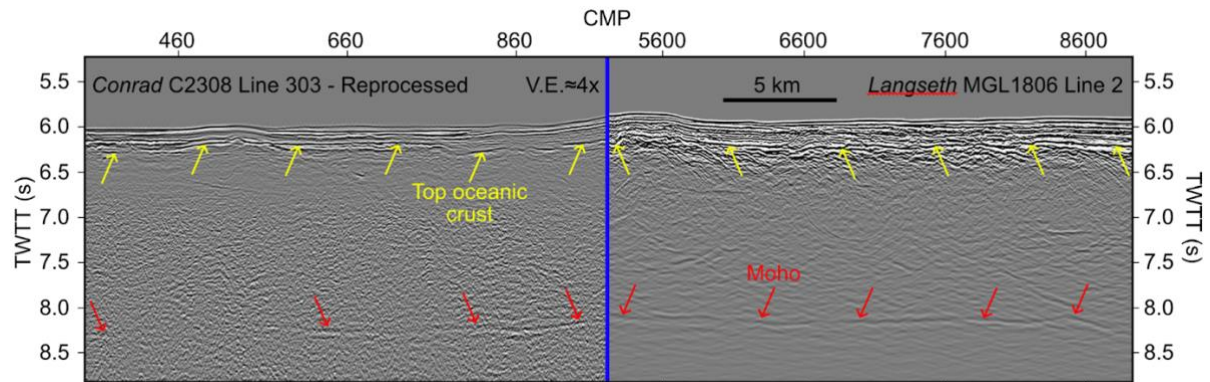 CMP
460 660 860 5600 6600 7600 8600
Conrad C2308 Line 303 - Reprocessed V.E.≈4x 5 km Langseth MGL1806 Line 2
5.5 5.5
6.0 6.0
6.5 6.5
Top oceanic
crust
7.0 7.0
7.5 7.5
Moho
8.0 8.0
8.5 8.5
TWTT (s)
TWTT (s)